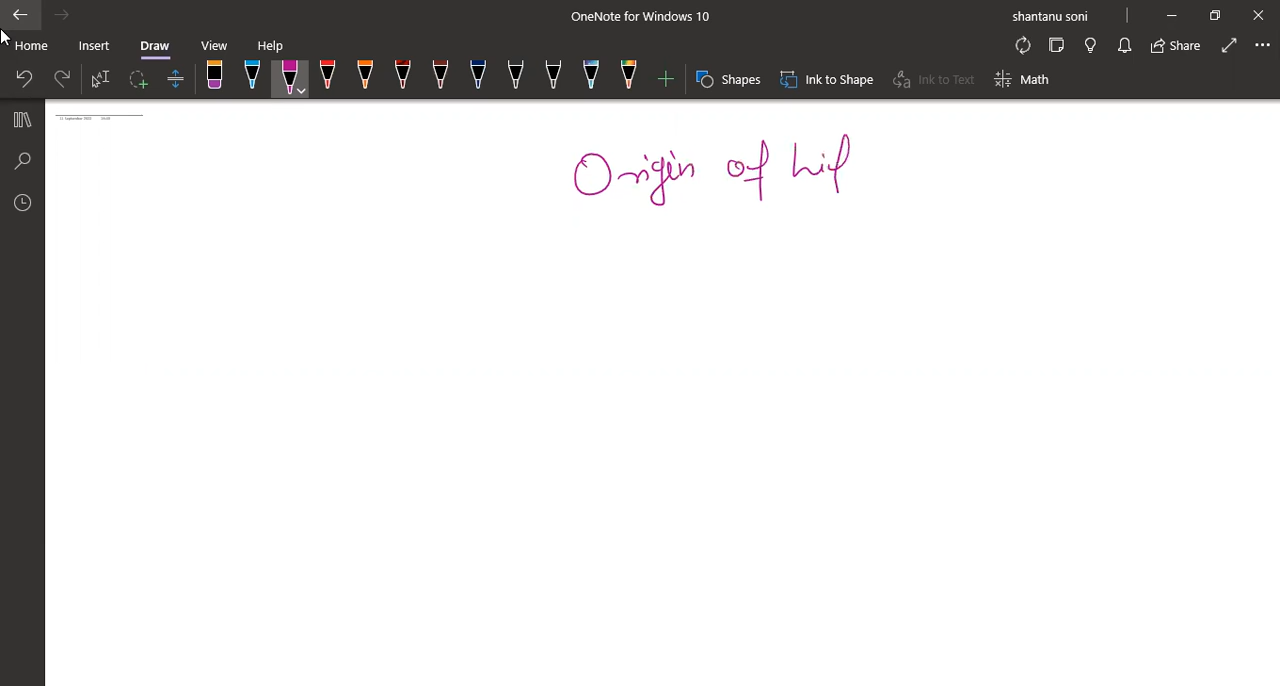 OneNote for Windows 10
shantanu soni
Home Insert Draw View Help
Share
Shapes Ink to Shape Ink to Text Math
Origin of Lif